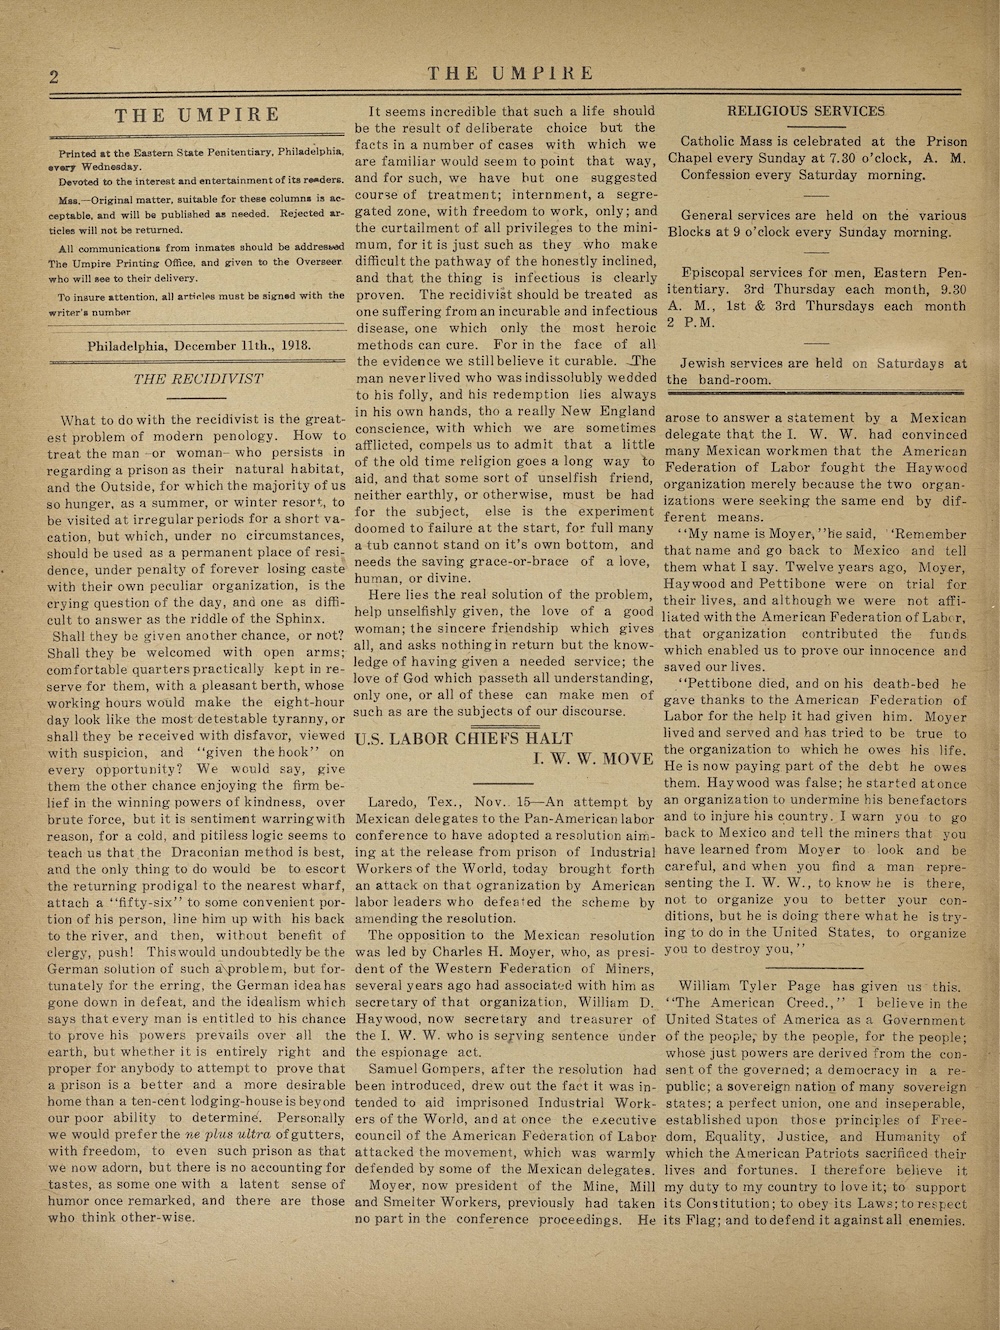 2
THE UMPIRE
THE UMPIRE
Printed at the Eastern State Penitentiary, Philadelphia,
every Wednesday.
Devoted to the interest and entertainment of its readers.
Mss.—Original matter, suitable for these columns is ac-
ceptable, and will be published as needed. Rejected ar-
ticles will not be returned.
All communications from inmates should be addressed
The Umpire Printing Office, and given to the Overseer
who will see to their delivery.
To insure attention, all articles must be signed with the
writer's number
Philadelphia, December 11th., 1918.
THE RECIDIVIST
What to do with the recidivist is the great-
est problem of modern penology. How to
treat the man -or woman- who persists in
regarding a prison as their natural habitat,
and the Outside, for which the majority of us
so hunger, as a summer, or winter resort, to
be visited at irregular periods for a short va-
cation, but which, under no circumstances,
should be used as a permanent place of resi-
dence, under penalty of forever losing caste
with their own peculiar organization, is the
crying question of the day, and one as diffi-
cult to answer as the riddle of the Sphinx.
Shall they be given another chance, or not?
Shall they be welcomed with open arms;
comfortable quarters practically kept in re-
serve for them, with a pleasant berth, whose
working hours would make the eight-hour
day look like the most detestable tyranny, or
shall they be received with disfavor, viewed
with suspicion, and "given the hook" on
every opportunity? We would say, give
them the other chance enjoying the firm be-
lief in the winning powers of kindness, over
brute force, but it is sentiment warring with
reason, for a cold, and pitiless logic seems to
teach us that the Draconian method is best,
and the only thing to do would be to escort
the returning prodigal to the nearest wharf,
attach a "fifty-six" to some convenient por-
tion of his person, line him up with his back
to the river, and then, without benefit of
clergy, push! This would undoubtedly be the
German solution of such a problem, but for-
tunately for the erring, the German idea has
gone down in defeat, and the idealism which
says that every man is entitled to his chance
to prove his powers prevails over all the
earth, but whether it is entirely right and
proper for anybody to attempt to prove that
a prison is a better and a more desirable
home than a ten-cent lodging-house is beyond
our poor ability to determine. Personally
we would prefer the ne plus ultra of gutters,
with freedom, to even such prison as that
we now adorn, but there is no accounting for
tastes, as some one with a latent sense of
humor once remarked, and there are those
who think other-wise.
It seems incredible that such a life should
be the result of deliberate choice but the
facts in a number of cases with which we
are familiar would seem to point that way,
and for such, we have but one suggested
course of treatment; internment, a segre-
gated zone, with freedom to work, only; and
the curtailment of all privileges to the mini-
mum, for it is just such as they who make
difficult the pathway of the honestly inclined,
and that the thing is infectious is clearly
proven. The recidivist should be treated as
one suffering from an incurable and infectious
disease, one which only the most heroic
methods can cure. For in the face of all
the evidence we still believe it curable. The
man never lived who was indissolubly wedded
to his folly, and his redemption lies always
in his own hands, tho a really New England
conscience, with which we are sometimes
afflicted, compels us to admit that a little
of the old time religion goes a long way to
aid, and that some sort of unselfish friend,
neither earthly, or otherwise, must be had
for the subject, else is the experiment
doomed to failure at the start, for full many
a tub cannot stand on it's own bottom, and
needs the saving grace-or-brace of a love,
human, or divine.
Here lies the real solution of the problem,
help unselfishly given, the love of a good
woman; the sincere friendship which gives
all, and asks nothing in return but the know-
ledge of having given a needed service; the
love of God which passeth all understanding,
only one, or all of these can make men of
such as are the subjects of our discourse.
U.S. LABOR CHIEFS HALT
I. W. W. MOVE
Laredo, Tex., Nov. 15—An attempt by
Mexican delegates to the Pan-American labor
conference to have adopted a resolution aim-
ing at the release from prison of Industrial
Workers of the World, today brought forth
an attack on that ogranization by American
labor leaders who defeated the scheme by
amending the resolution.
The opposition to the Mexican resolution
was led by Charles H. Moyer, who, as presi-
dent of the Western Federation of Miners,
several years ago had associated with him as
secretary of that organization, William D.
Haywood, now secretary and treasurer of
the I. W. W. who is serving sentence under
the espionage act.
Samuel Gompers, after the resolution had
been introduced, drew out the fact it was in-
tended to aid imprisoned Industrial Work-
ers of the World, and at once the executive
council of the American Federation of Labor
attacked the movement, which was warmly
defended by some of the Mexican delegates.
Moyer, now president of the Mine, Mill
and Smelter Workers, previously had taken
no part in the conference proceedings. He
RELIGIOUS SERVICES
Catholic Mass is celebrated at the Prison
Chapel every Sunday at 7.30 o'clock, A. M.
Confession every Saturday morning.
General services are held on the various
Blocks at 9 o'clock every Sunday morning.
Episcopal services for men, Eastern Pen-
itentiary. 3rd Thursday each month, 9.30
A. M., 1st & 3rd Thursdays each month
2 P.M.
Jewish services are held on Saturdays at
the band-room.
arose to answer a statement by a Mexican
delegate that the I. W. W. had convinced
many Mexican workmen that the American
Federation of Labor fought the Haywood
organization merely because the two organ-
izations were seeking the same end by dif-
ferent means.
"My name is Moyer," he said, 'Remember
that name and go back to Mexico and tell
them what I say. Twelve years ago, Moyer,
Haywood and Pettibone were on trial for
their lives, and although we were not affi-
liated with the American Federation of Labor,
that organization contributed the funds
which enabled us to prove our innocence and
saved our lives.
"Pettibone died, and on his death-bed he
gave thanks to the American Federation of
Labor for the help it had given him. Moyer
lived and served and has tried to be true to
the organization to which he owes his life.
He is now paying part of the debt he owes
them. Haywood was false; he started at once
an organization to undermine his benefactors
and to injure his country. I warn you to go
back to Mexico and tell the miners that you
have learned from Moyer to look and be
careful, and when you find a man repre-
senting the I. W. W., to know he is there,
not to organize you to better your con-
ditions, but he is doing there what he is try-
ing to do in the United States, to organize
you to destroy you,"
William Tyler Page has given us this.
"The American Creed.," I believe in the
United States of America as a Government
of the people, by the people, for the people;
whose just powers are derived from the con-
sent of the governed; a democracy in a re-
public; a sovereign nation of many sovereign
states; a perfect union, one and inseperable,
established upon those principles of Free-
dom, Equality, Justice, and Humanity of
which the American Patriots sacrificed their
lives and fortunes. I therefore believe it
my duty to my country to love it; to support
its Constitution; to obey its Laws; to respect
its Flag; and to defend it against all enemies.